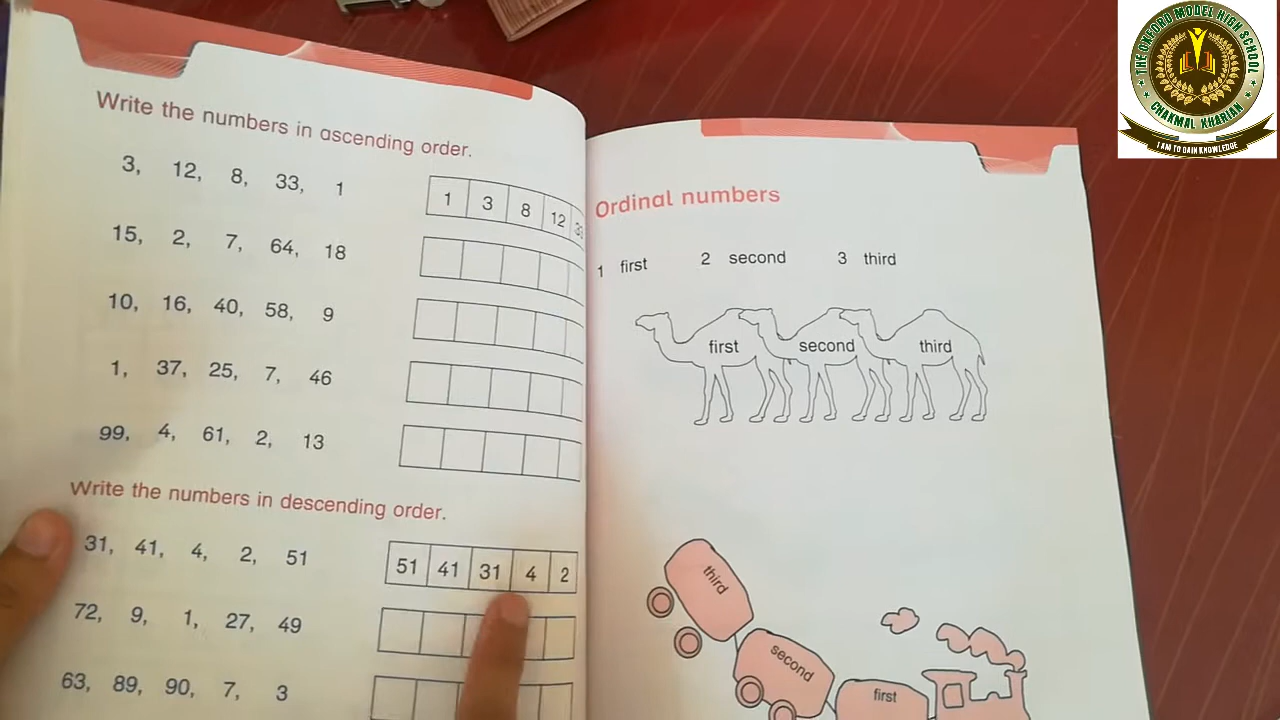 Write the numbers in ascending order.
3, 12, 8, 33, 1
1 3 8 12 33
15, 2, 7, 64, 18
10, 16, 40, 58, 9
1, 37, 25, 7, 46
99, 4, 61, 2, 13
Write the numbers in descending order.
31, 41, 4, 2, 51
51 41 31 4 2
72, 9, 1, 27, 49
63, 89, 90, 7, 3
Ordinal numbers
1 first 2 second 3 third
first second third
third
second
first
THE OXFORD MODEL HIGH SCHOOL
CHAKMAL KHARIAN
I AM TO GAIN KNOWLEDGE